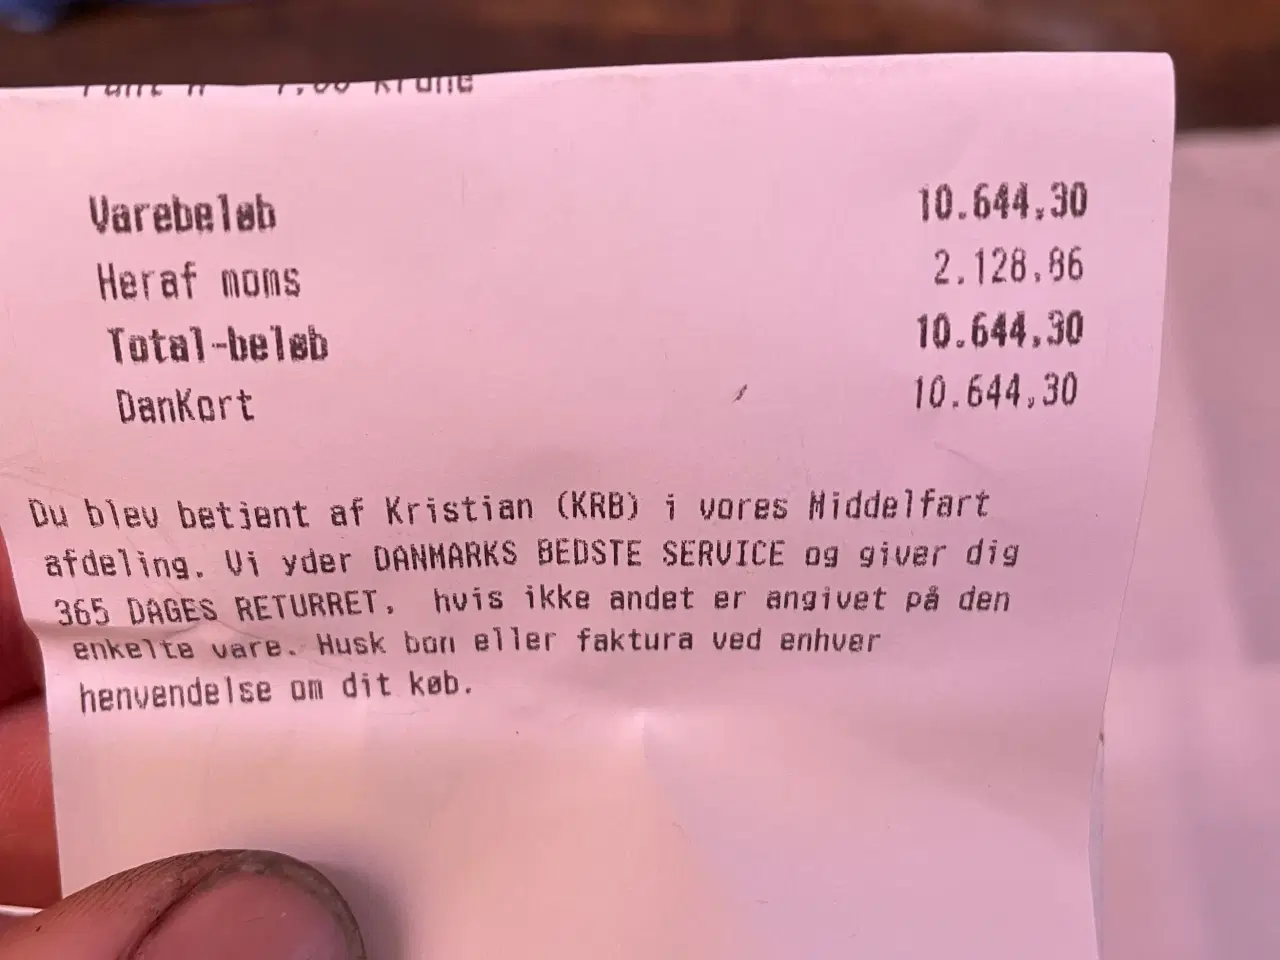 Varebeløb 10.644,30
Heraf moms 2.128,86
Total-beløb 10.644,30
DanKort 10.644,30
Du blev betjent af Kristian (KRB) i vores Middelfart
afdeling. Vi yder DANMARKS BEDSTE SERVICE og giver dig
365 DAGES RETURRET, hvis ikke andet er angivet på den
enkelte vare. Husk bon eller faktura ved enhver
henvendelse om dit køb.